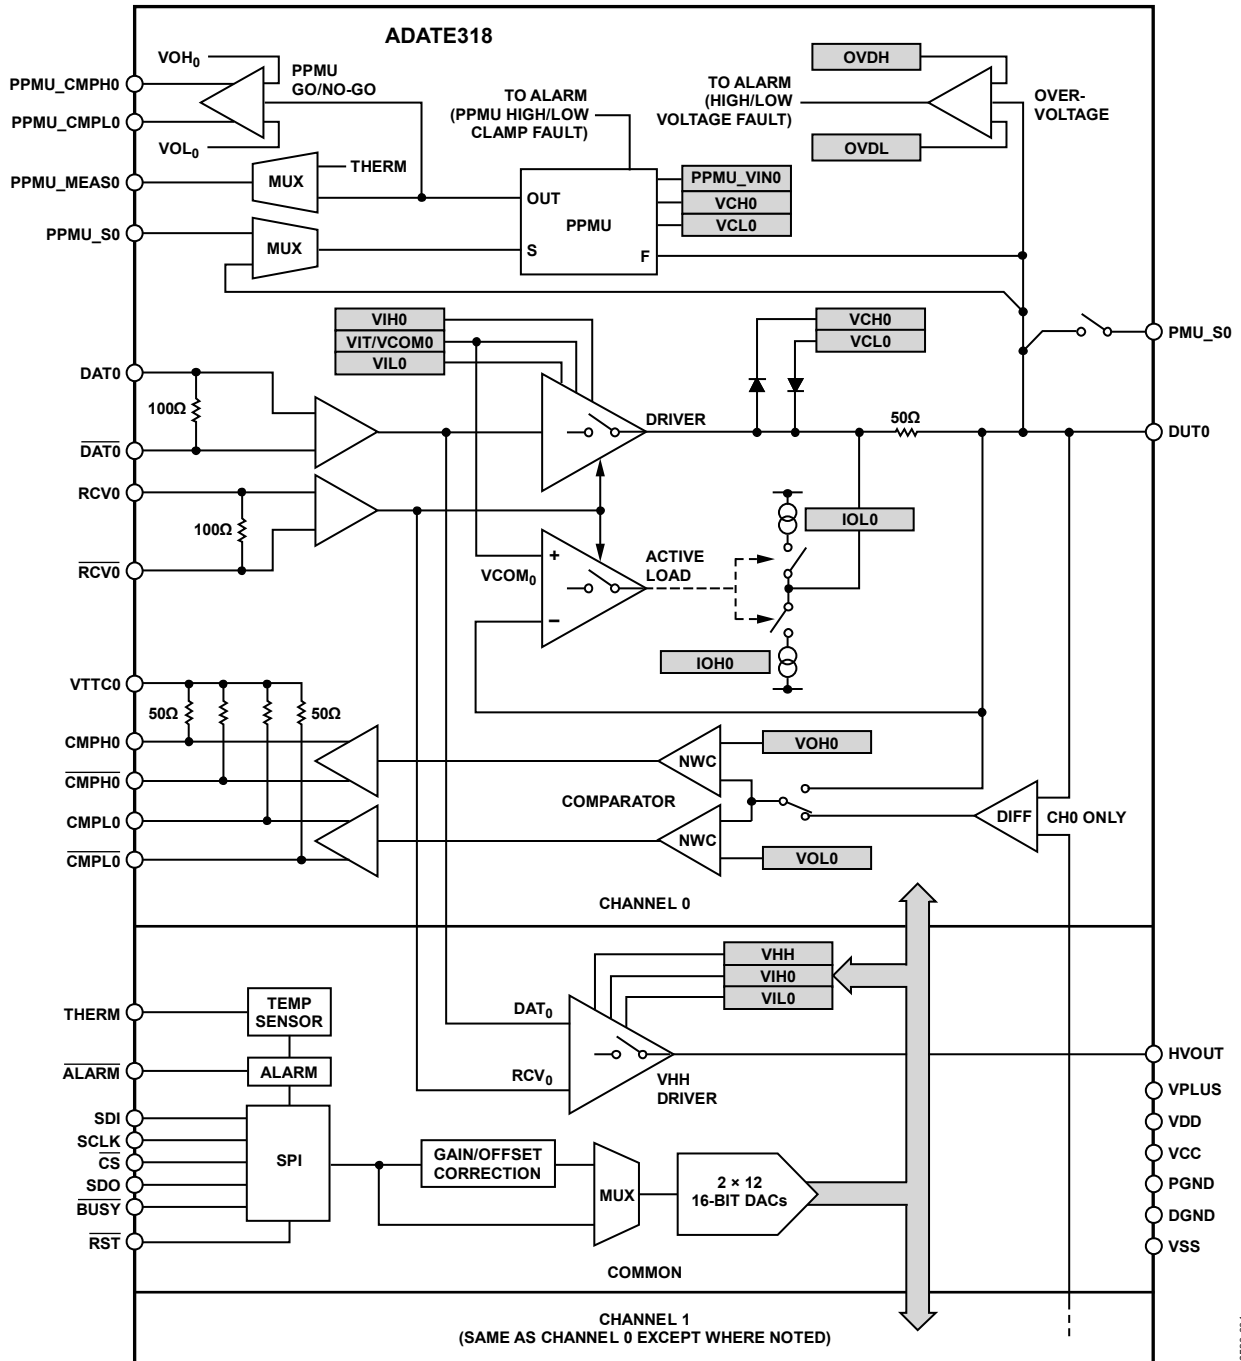 ADATE318
VOH0
PPMU_CMPH0
PPMU
GO/NO-GO
PPMU_CMPL0
VOL0
TO ALARM
(PPMU HIGH/LOW
CLAMP FAULT)
TO ALARM
(HIGH/LOW
VOLTAGE FAULT)
OVDH
OVER-
VOLTAGE
OVDL
PPMU_MEAS0
MUX
THERM
OUT
PPMU
S
F
PPMU_VIN0
VCH0
VCL0
PPMU_S0
MUX
VIH0
VIT/VCOM0
VIL0
VCH0
VCL0
PMU_S0
DAT0
100Ω
DAT0
DRIVER
50Ω
DUT0
RCV0
100Ω
RCV0
VCOM0
+
−
ACTIVE
LOAD
IOL0
IOH0
VTTC0
50Ω
50Ω
CMPH0
CMPH0
CMPL0
CMPL0
NWC
VOH0
COMPARATOR
NWC
VOL0
DIFF
CH0 ONLY
CHANNEL 0
VHH
VIH0
VIL0
THERM
TEMP
SENSOR
DAT0
RCV0
VHH
DRIVER
HVOUT
ALARM
ALARM
VPLUS
SDI
SCLK
CS
SDO
BUSY
RST
SPI
GAIN/OFFSET
CORRECTION
MUX
2 × 12
16-BIT DACs
VDD
VCC
PGND
DGND
VSS
COMMON
CHANNEL 1
(SAME AS CHANNEL 0 EXCEPT WHERE NOTED)